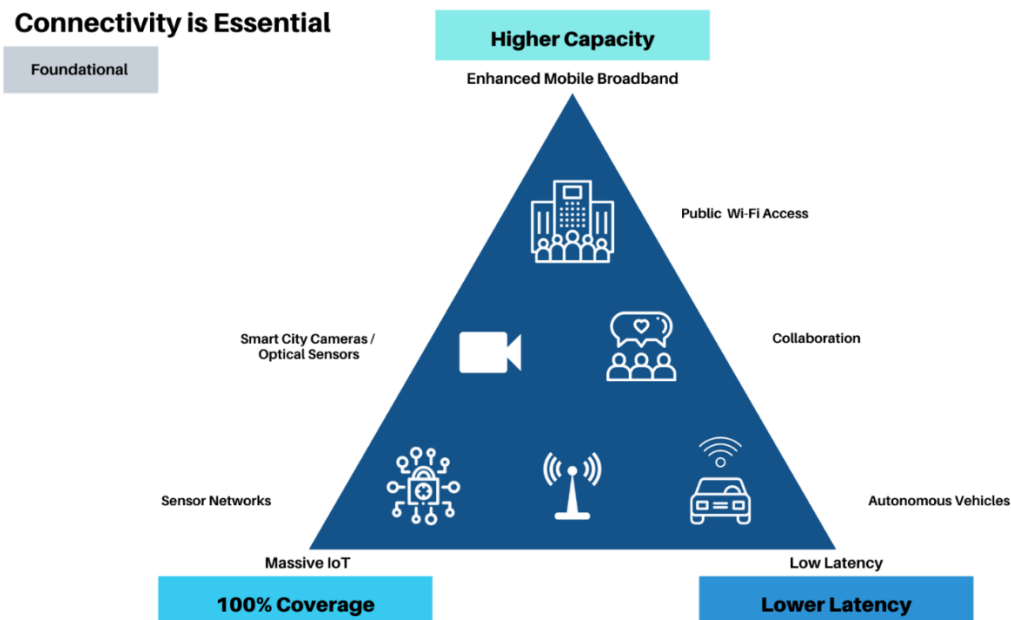 Connectivity is Essential
Foundational
Higher Capacity
Enhanced Mobile Broadband
Public Wi-Fi Access
Smart City Cameras /
Optical Sensors
Collaboration
Sensor Networks
Autonomous Vehicles
Massive IoT
Low Latency
100% Coverage
Lower Latency